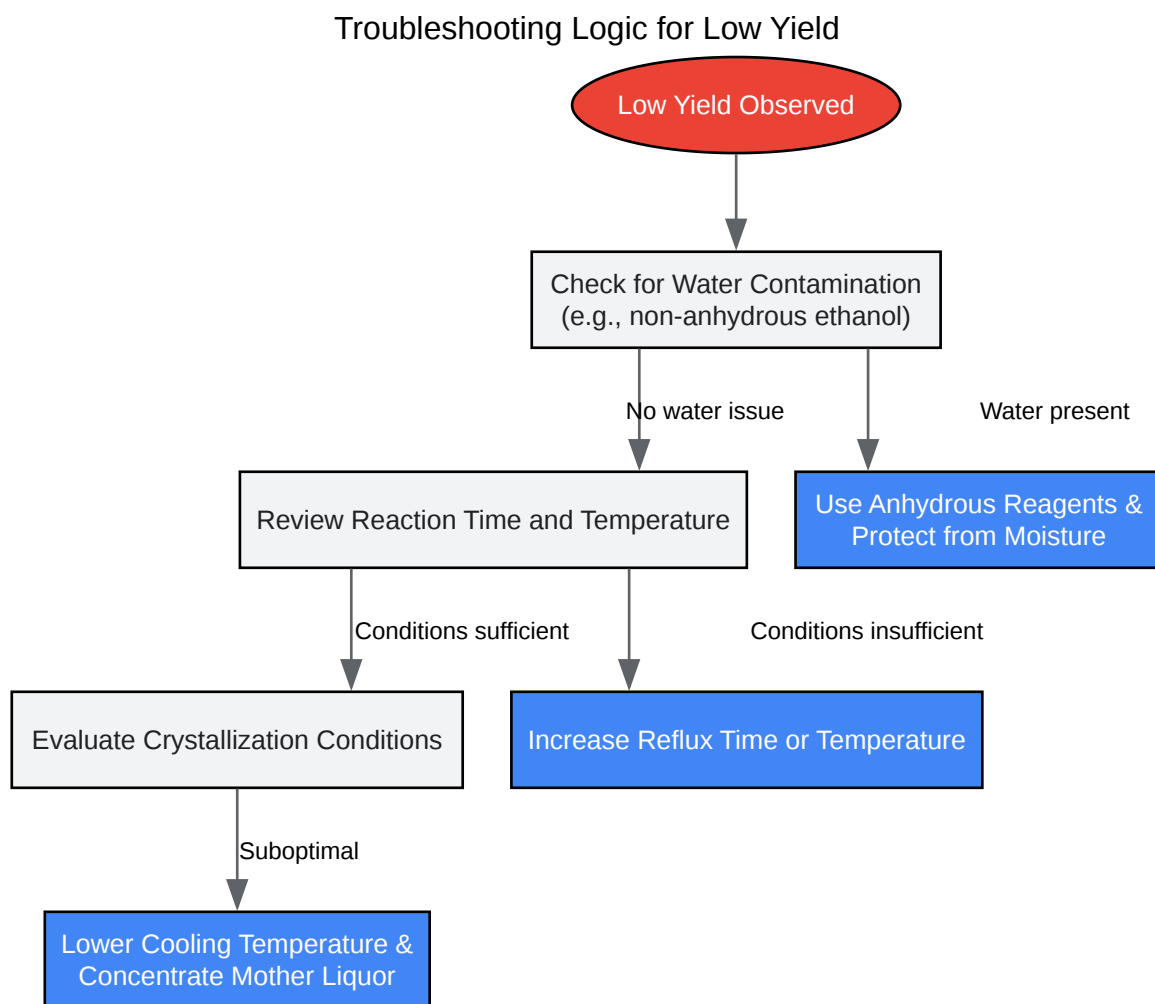 Troubleshooting Logic for Low Yield
Low Yield Observed
Check for Water Contamination
(e.g., non-anhydrous ethanol)
No water issue
Water present
Review Reaction Time and Temperature
Use Anhydrous Reagents &
Protect from Moisture
Conditions sufficient
Conditions insufficient
Evaluate Crystallization Conditions
Increase Reflux Time or Temperature
Suboptimal
Lower Cooling Temperature &
Concentrate Mother Liquor